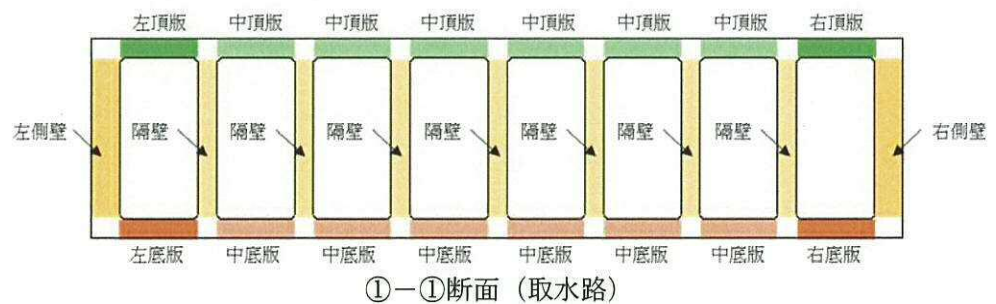 左頂版 中頂版 中頂版 中頂版 中頂版 中頂版 中頂版 右頂版
左側壁 隔壁 隔壁 隔壁 隔壁 隔壁 隔壁 隔壁 右側壁
左底版 中底版 中底版 中底版 中底版 中底版 中底版 右底版
①－①断面（取水路）